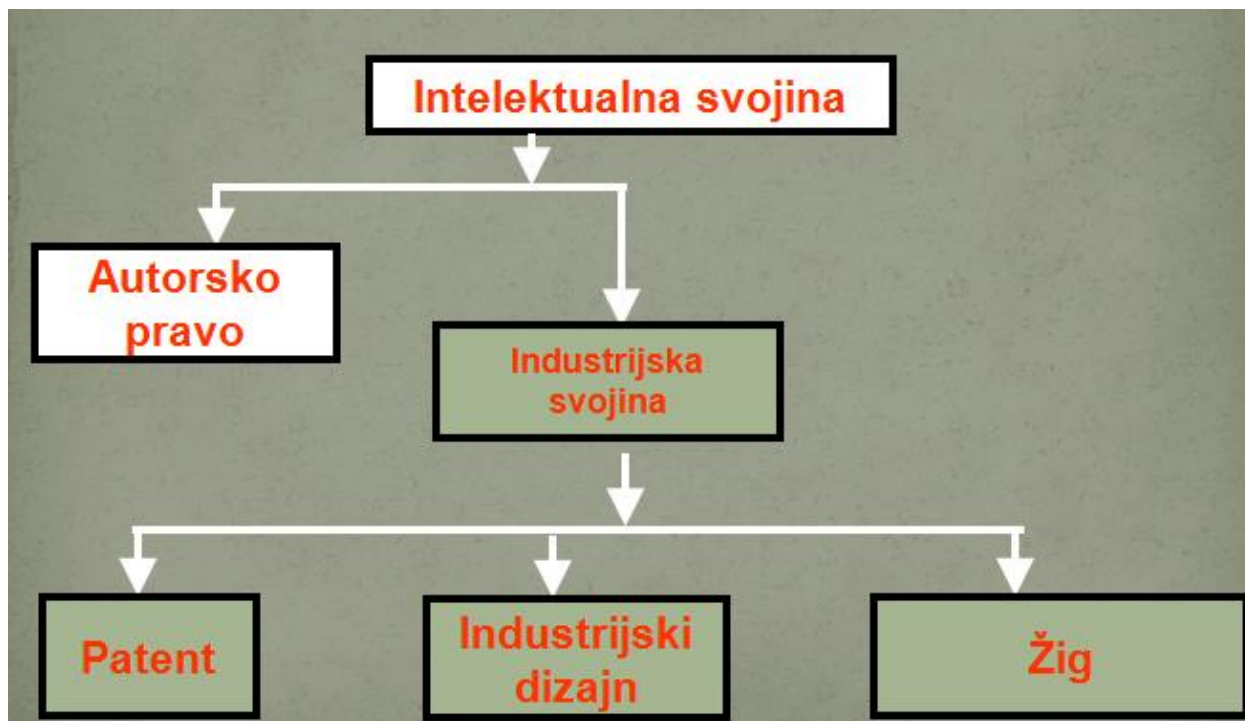 Intelektualna svojina
Autorsko
pravo
Industrijska
svojina
Patent
Industrijski
dizajn
Žig